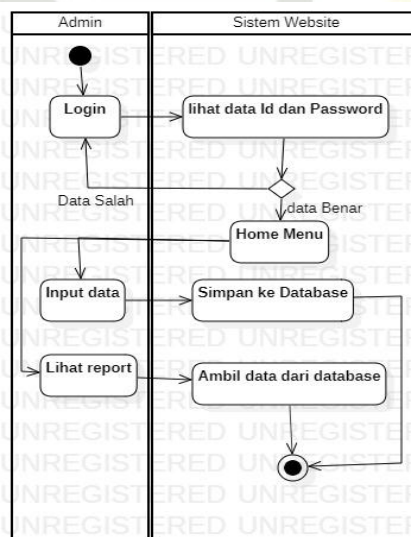 Admin
Sistem Website
Login
lihat data Id dan Password
Data Salah
data Benar
Home Menu
Input data
Simpan ke Database
Lihat report
Ambil data dari database
UNREGISTERED UNREGISTERED